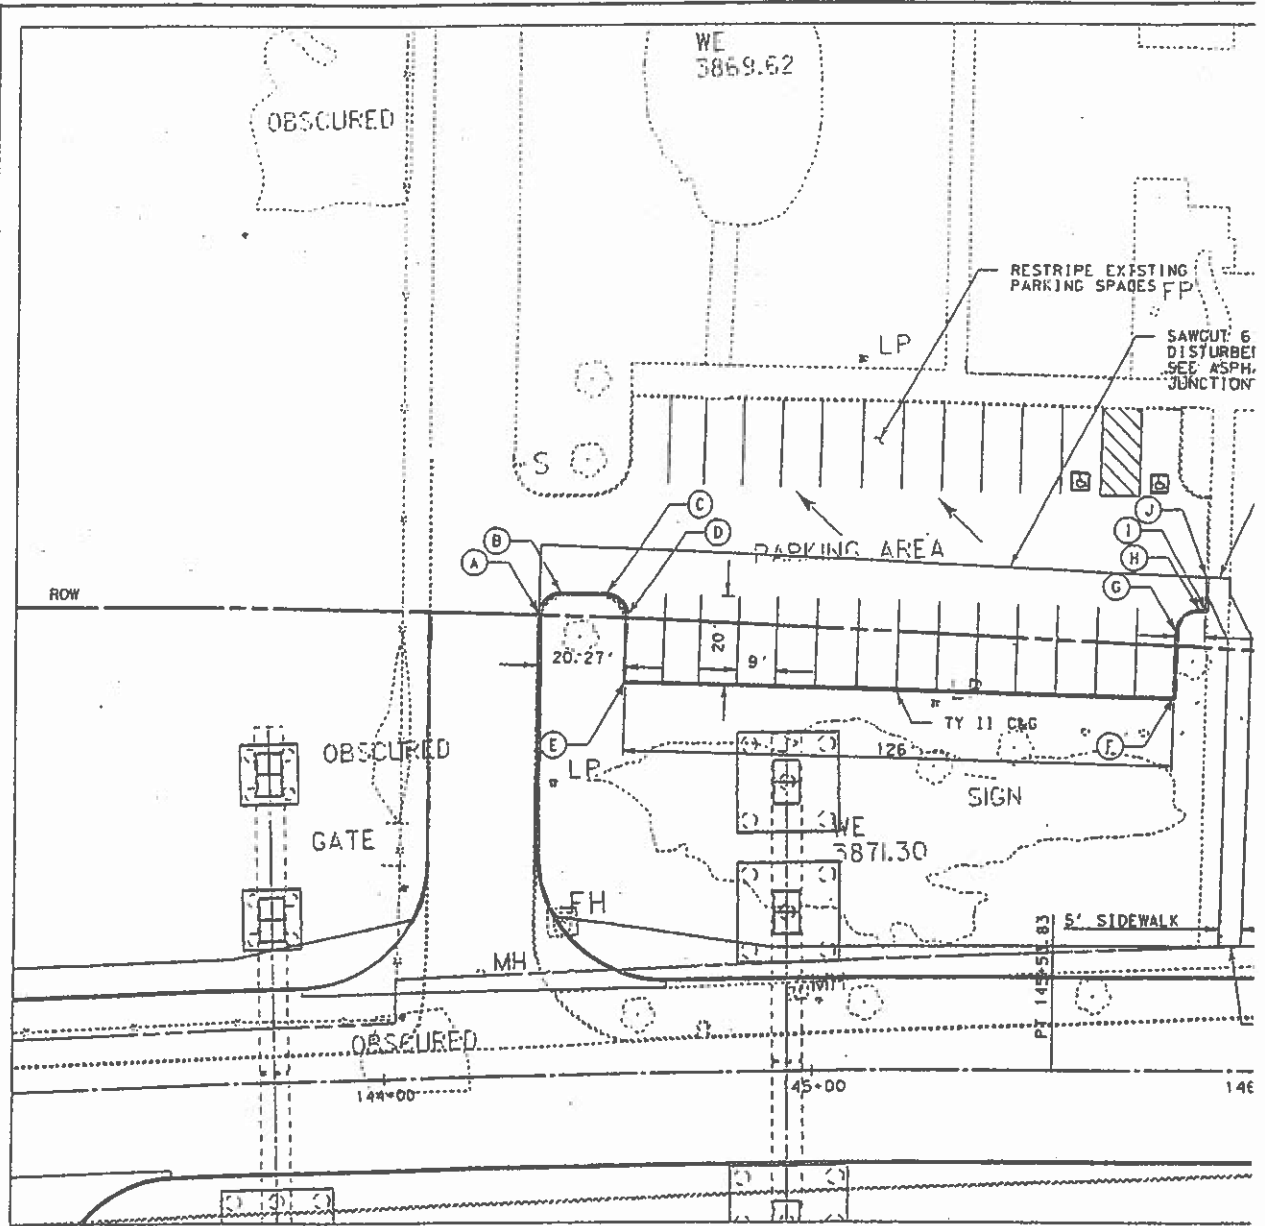 WE
3869.62
OBSCURED
RESTRIPE EXISTING
PARKING SPACES
FP
LP
SAWCUT 6
DISTURBE
SEE ASPH
JUNCTION
S
C
J
B
D
I
A
PARKING AREA
H
G
ROW
20.27'
20'
9'
LP
TY II C&G
E
F
OBSCURED
126
LP
SIGN
GATE
WE
3871.30
FH
5' SIDEWALK
PT 145+55.83
MH
MH
OBSCURED
144+00
45+00
146